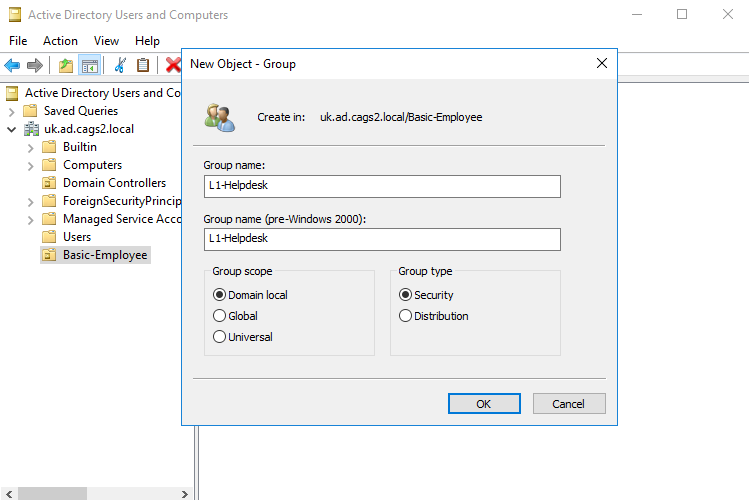 Active Directory Users and Computers
File Action View Help
New Object - Group
Active Directory Users and Co
Saved Queries
uk.ad.cags2.local
Builtin
Computers
Domain Controllers
ForeignSecurityPrincip
Managed Service Acco
Users
Basic-Employee
Create in: uk.ad.cags2.local/Basic-Employee
Group name:
L1-Helpdesk
Group name (pre-Windows 2000):
L1-Helpdesk
Group scope
Domain local
Global
Universal
Group type
Security
Distribution
OK Cancel